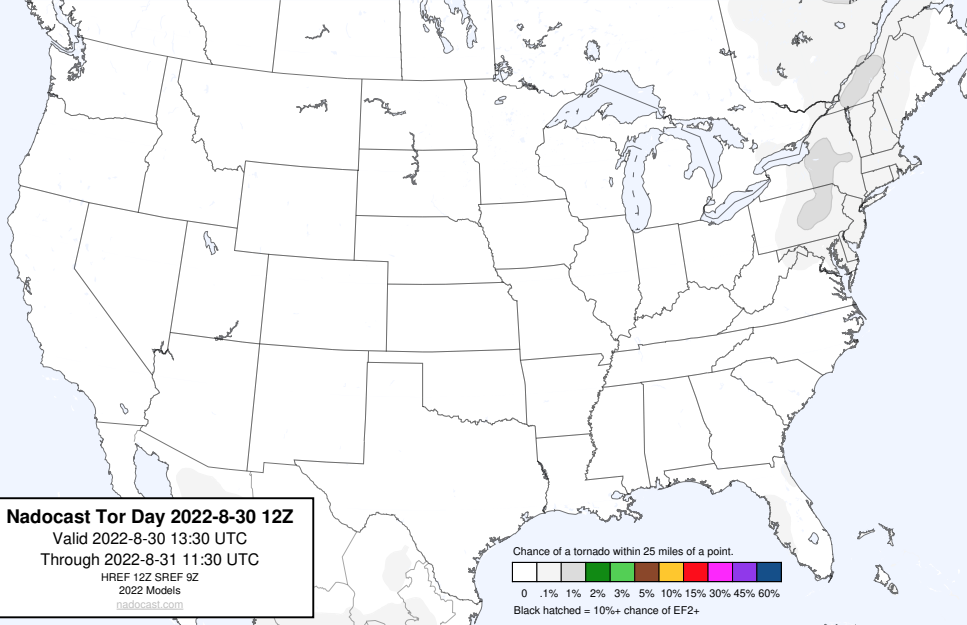 Nadocast Tor Day 2022-8-30 12Z
Valid 2022-8-30 13:30 UTC
Through 2022-8-31 11:30 UTC
HREF 12Z SREF 9Z
2022 Models
nadocast.com
Chance of a tornado within 25 miles of a point.
0 .1% 1% 2% 3% 5% 10% 15% 30% 45% 60%
Black hatched = 10%+ chance of EF2+